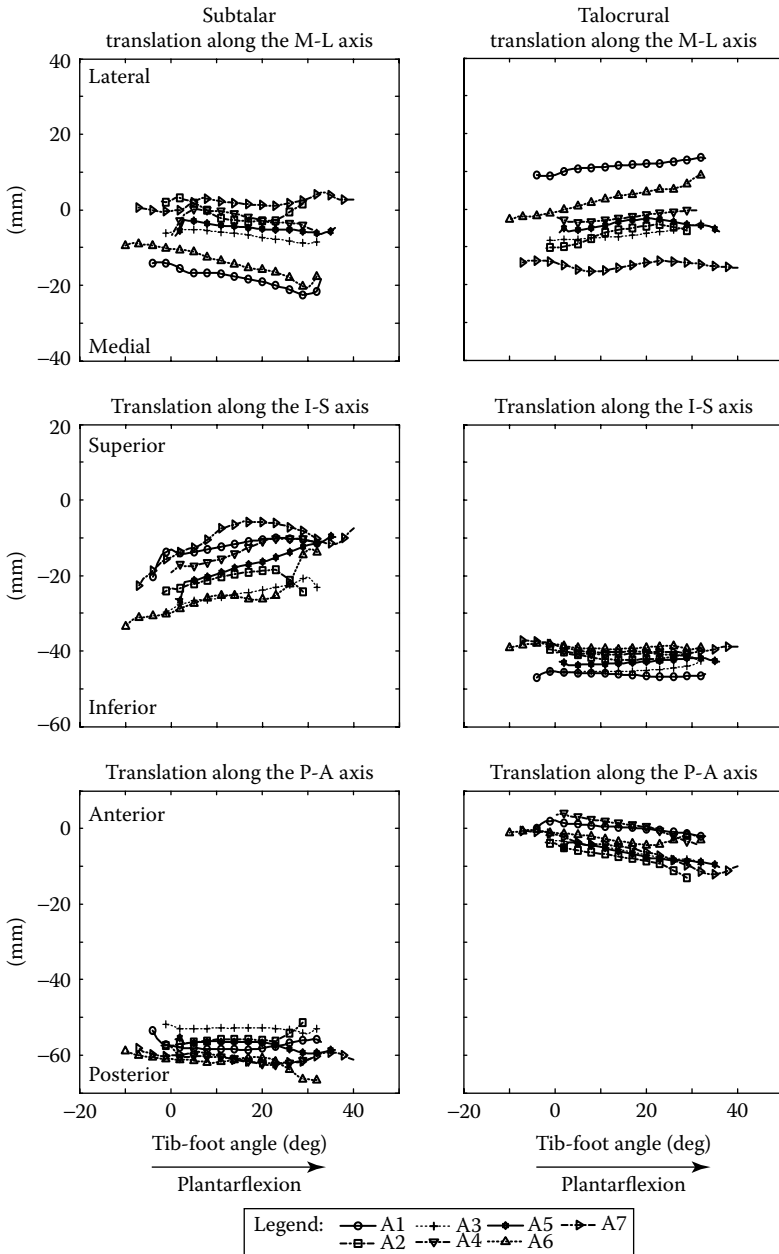 Subtalar
translation along the M-L axis
Talocrural
translation along the M-L axis
40
20
0
−20
−40
(mm)
Lateral
Medial
Translation along the I-S axis
Translation along the I-S axis
20
0
−20
−40
−60
(mm)
Superior
Inferior
Translation along the P-A axis
Translation along the P-A axis
0
−20
−40
−60
(mm)
Anterior
Posterior
−20 0 20 40
−20 0 20 40
Tib-foot angle (deg)
Tib-foot angle (deg)
Plantarflexion
Plantarflexion
Legend: A1 A3 A5 A7
A2 A4 A6